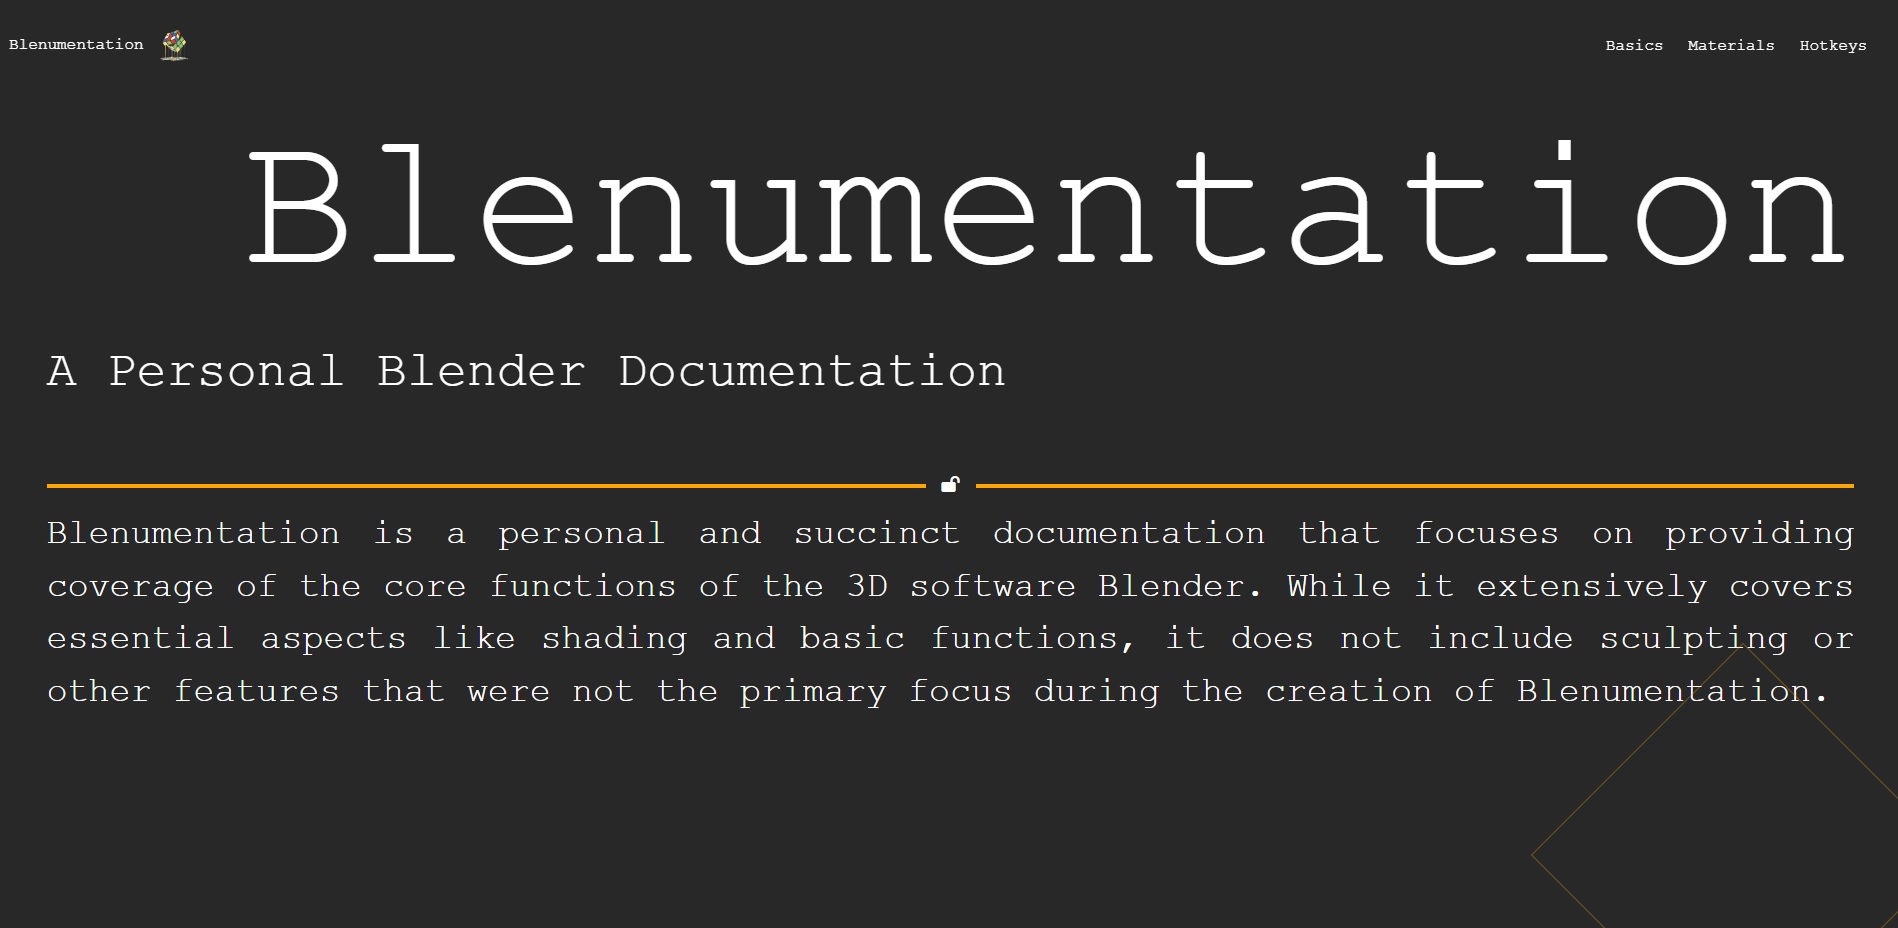 Blenumentation
Basics Materials Hotkeys
Blenumentation
A Personal Blender Documentation
Blenumentation is a personal and succinct documentation that focuses on providing
coverage of the core functions of the 3D software Blender. While it extensively covers
essential aspects like shading and basic functions, it does not include sculpting or
other features that were not the primary focus during the creation of Blenumentation.